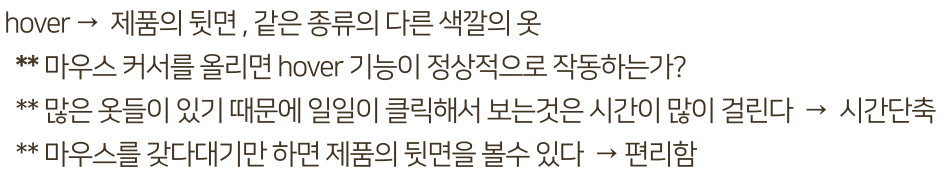 hover → 제품의 뒷면 , 같은 종류의 다른 색깔의 옷
** 마우스 커서를 올리면 hover 기능이 정상적으로 작동하는가?
** 많은 옷들이 있기 때문에 일일이 클릭해서 보는것은 시간이 많이 걸린다 → 시간단축
** 마우스를 갖다대기만 하면 제품의 뒷면을 볼수 있다 → 편리함